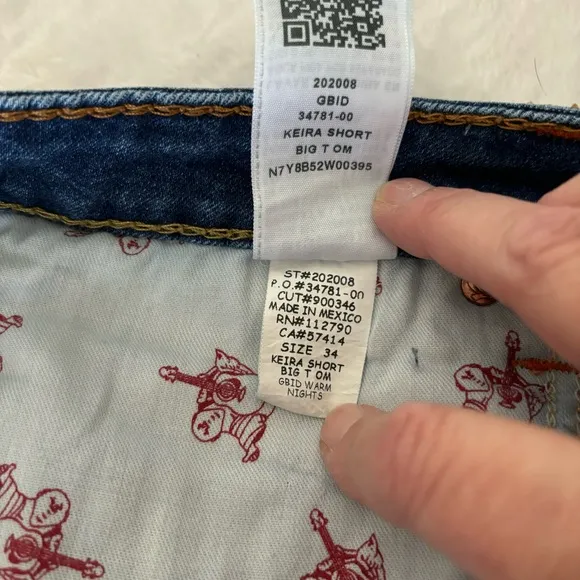 202008
GBID
34781-00
KEIRA SHORT
BIG T OM
N7Y8B52W00395
ST#202008
P.O.#34781-00
CUT#900346
MADE IN MEXICO
RN#112790
CA#57414
SIZE 34
KEIRA SHORT
BIG T OM
GBID WARM
NIGHTS